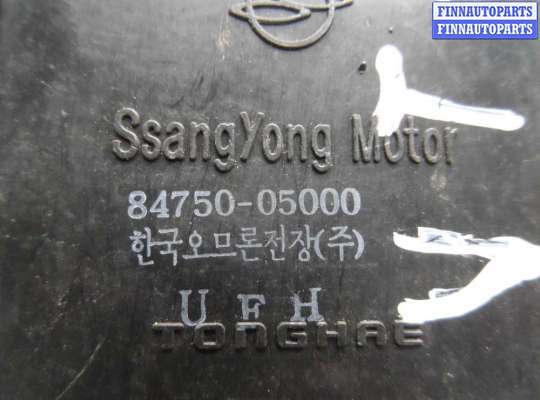 FINNAUTOPARTS
FINNAUTOPARTS
SsangYong Motor
84750-05000
한국오므론전장(주)
U F H
TONGHAE